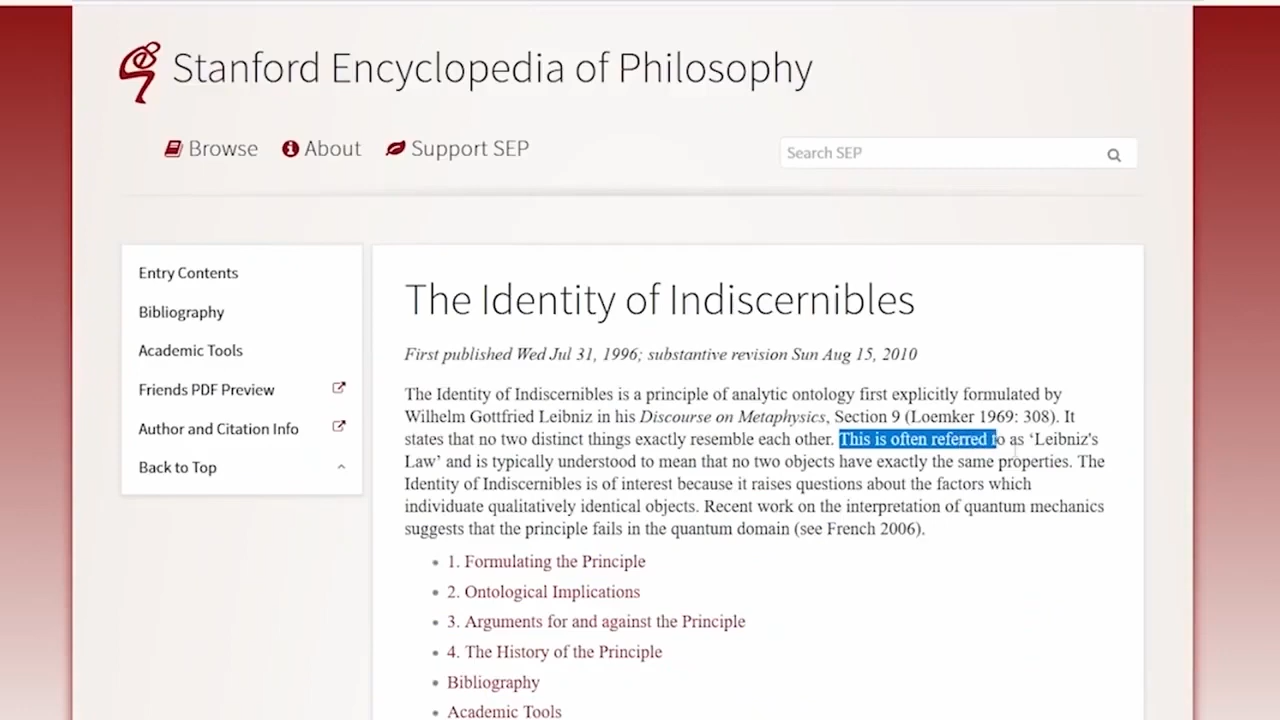 Stanford Encyclopedia of Philosophy
Browse About Support SEP
Search SEP
Entry Contents
Bibliography
Academic Tools
Friends PDF Preview
Author and Citation Info
Back to Top
The Identity of Indiscernibles
First published Wed Jul 31, 1996; substantive revision Sun Aug 15, 2010
The Identity of Indiscernibles is a principle of analytic ontology first explicitly formulated by
Wilhelm Gottfried Leibniz in his Discourse on Metaphysics, Section 9 (Loemker 1969: 308). It
states that no two distinct things exactly resemble each other. This is often referred to as ‘Leibniz's
Law’ and is typically understood to mean that no two objects have exactly the same properties. The
Identity of Indiscernibles is of interest because it raises questions about the factors which
individuate qualitatively identical objects. Recent work on the interpretation of quantum mechanics
suggests that the principle fails in the quantum domain (see French 2006).
• 1. Formulating the Principle
• 2. Ontological Implications
• 3. Arguments for and against the Principle
• 4. The History of the Principle
• Bibliography
• Academic Tools